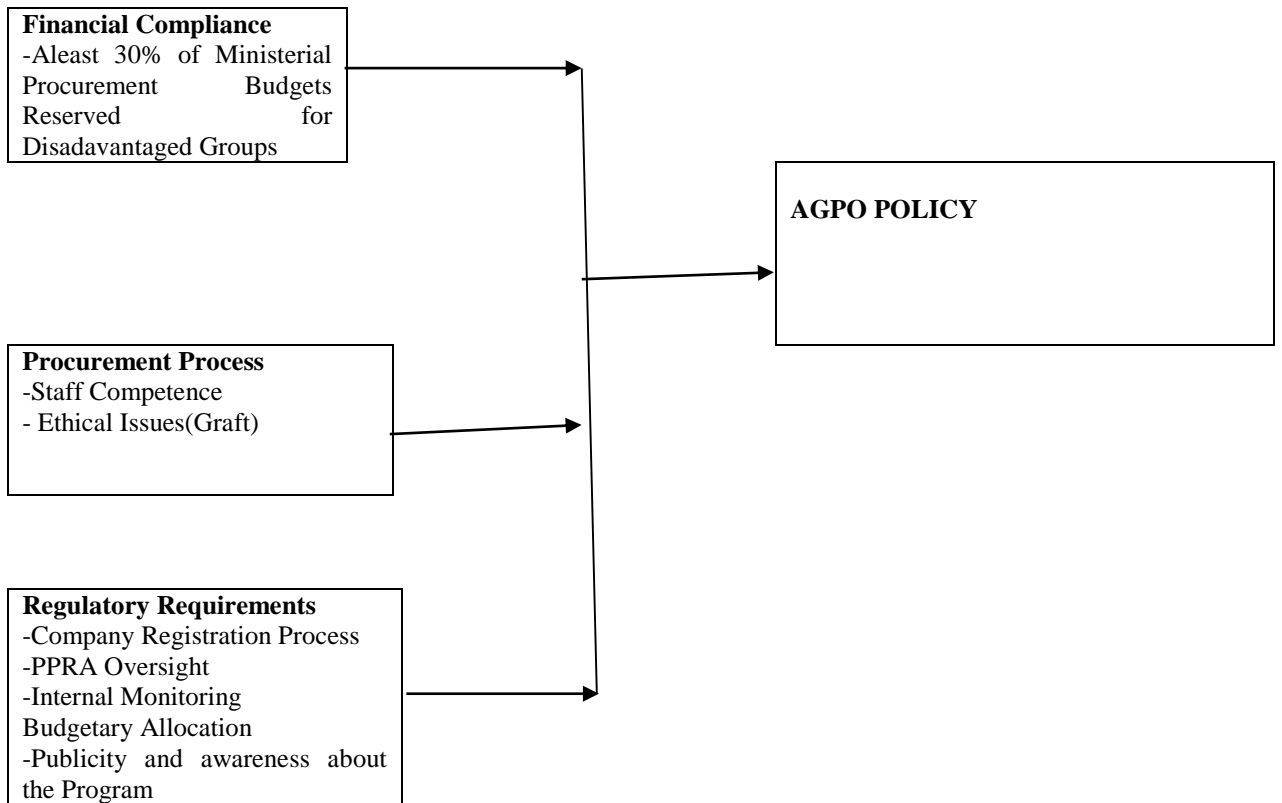 Financial Compliance
-Aleast 30% of Ministerial
Procurement Budgets
Reserved for
Disadavantaged Groups
AGPO POLICY
Procurement Process
-Staff Competence
- Ethical Issues(Graft)
Regulatory Requirements
-Company Registration Process
-PPRA Oversight
-Internal Monitoring
Budgetary Allocation
-Publicity and awareness about
the Program